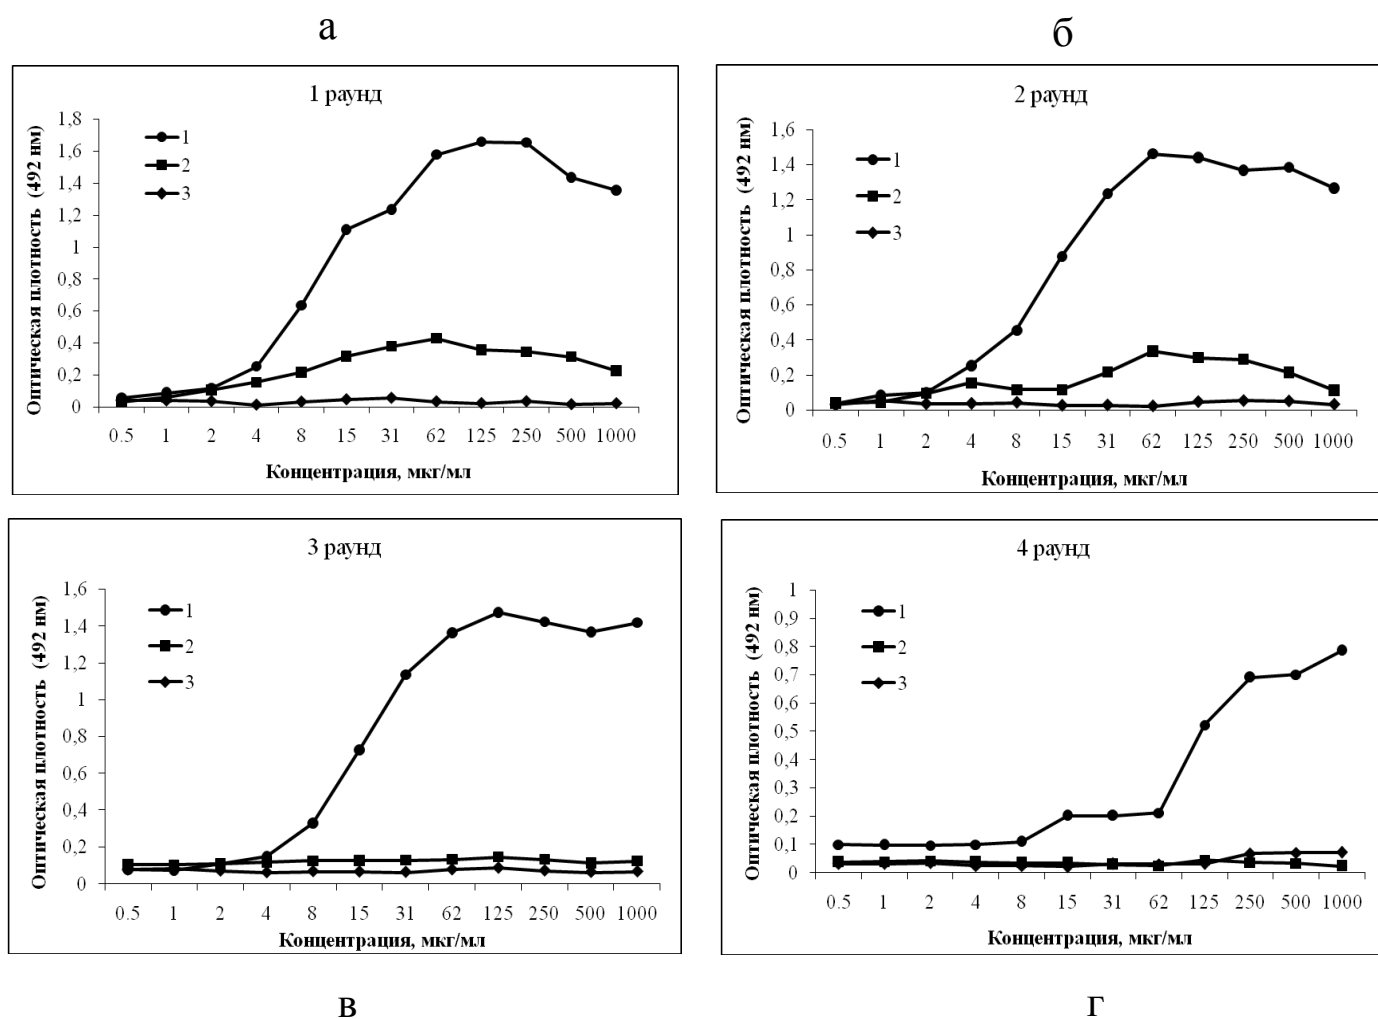 а
б
1 раунд
Оптическая плотность (492 нм)
1,8
1,6
1,4
1,2
1
0,8
0,6
0,4
0,2
0
1
2
3
0.5 1 2 4 8 15 31 62 125 250 500 1000
Концентрация, мкг/мл
2 раунд
Оптическая плотность (492 нм)
1,6
1,4
1,2
1
0,8
0,6
0,4
0,2
0
1
2
3
0.5 1 2 4 8 15 31 62 125 250 500 1000
Концентрация, мкг/мл
3 раунд
Оптическая плотность (492 нм)
1,6
1,4
1,2
1
0,8
0,6
0,4
0,2
0
1
2
3
0.5 1 2 4 8 15 31 62 125 250 500 1000
Концентрация, мкг/мл
4 раунд
Оптическая плотность (492 нм)
1
0,9
0,8
0,7
0,6
0,5
0,4
0,3
0,2
0,1
0
1
2
3
0.5 1 2 4 8 15 31 62 125 250 500 1000
Концентрация, мкг/мл
в
г